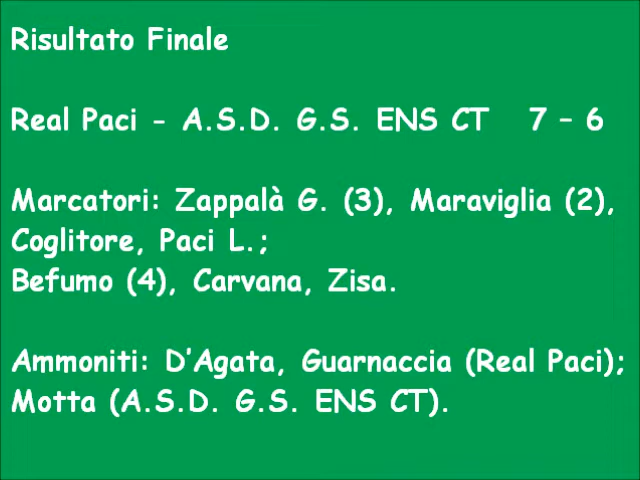 Risultato Finale
Real Paci - A.S.D. G.S. ENS CT 7 – 6
Marcatori: Zappalà G. (3), Maraviglia (2),
Coglitore, Paci L.;
Befumo (4), Carvana, Zisa.
Ammoniti: D’Agata, Guarnaccia (Real Paci);
Motta (A.S.D. G.S. ENS CT).